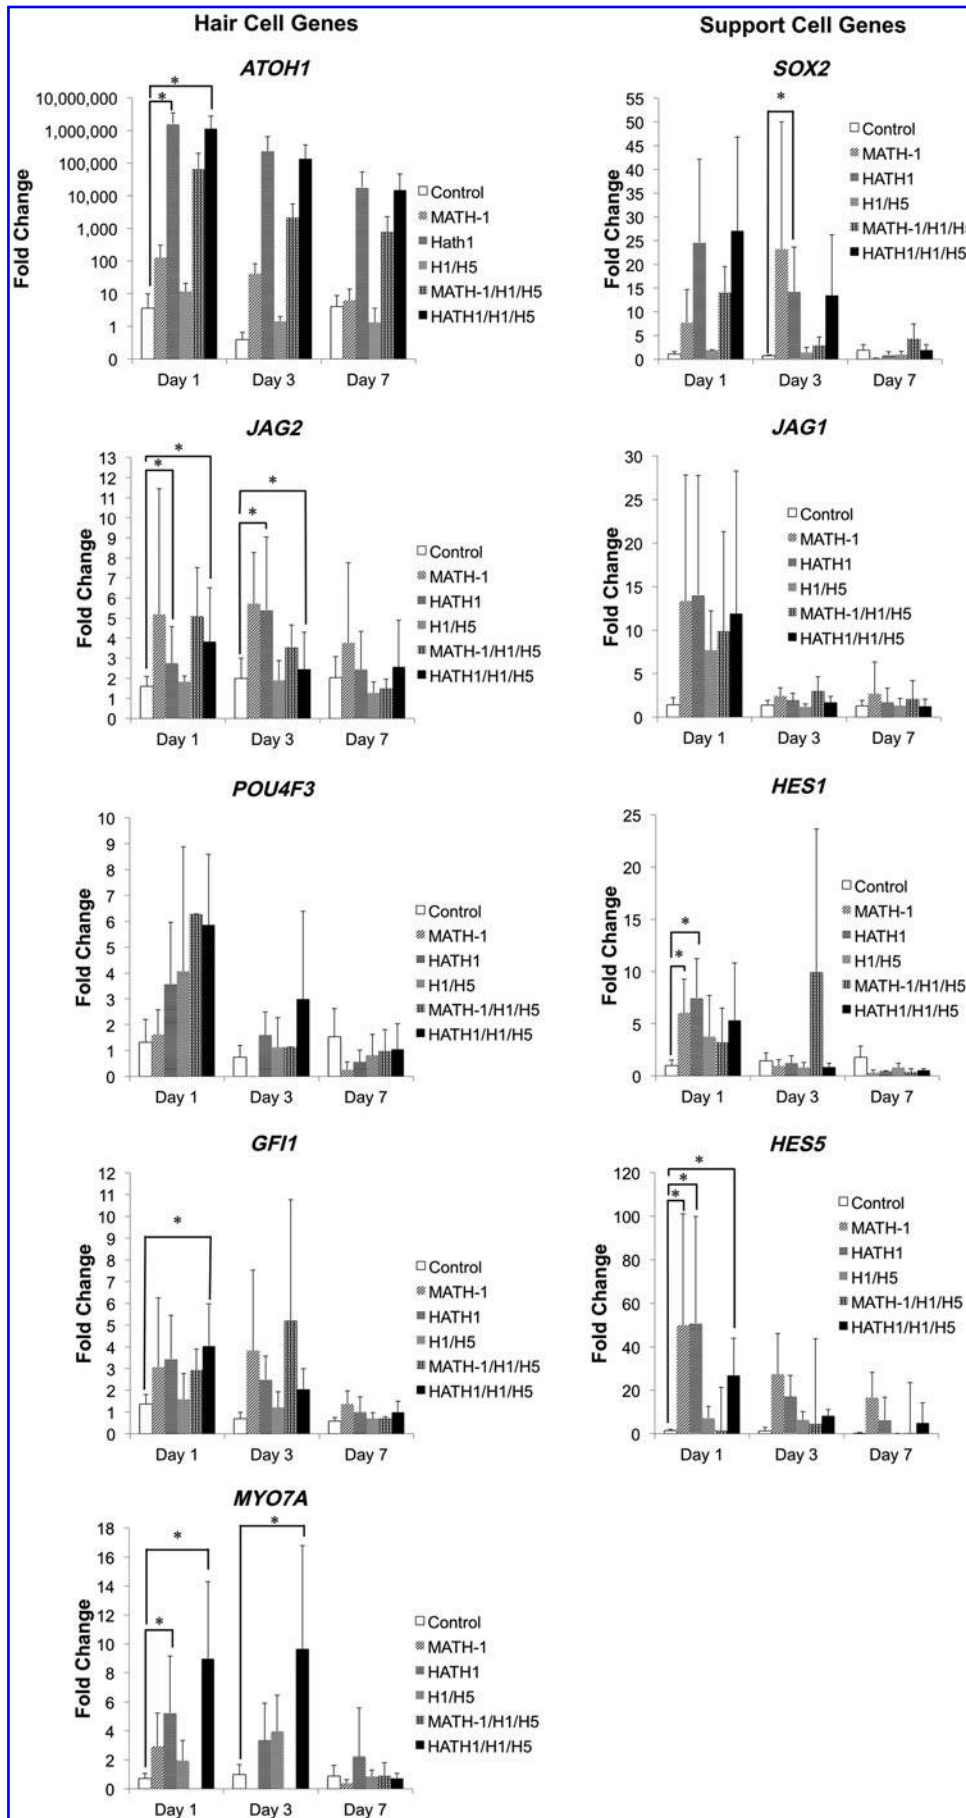 Hair Cell Genes
Support Cell Genes
ATOH1
Fold Change
10,000,000
1,000,000
100,000
10,000
1,000
100
10
1
0
* *
Day 1 Day 3 Day 7
Control
MATH-1
Hath1
H1/H5
MATH-1/H1/H5
HATH1/H1/H5
SOX2
Fold Change
55
50
45
40
35
30
25
20
15
10
5
0
*
Day 1 Day 3 Day 7
Control
MATH-1
HATH1
H1/H5
MATH-1/H1/H5
HATH1/H1/H5
JAG2
Fold Change
13
12
11
10
9
8
7
6
5
4
3
2
1
0
* * * *
Day 1 Day 3 Day 7
Control
MATH-1
HATH1
H1/H5
MATH-1/H1/H5
HATH1/H1/H5
JAG1
Fold Change
30
25
20
15
10
5
0
Day 1 Day 3 Day 7
Control
MATH-1
HATH1
H1/H5
MATH-1/H1/H5
HATH1/H1/H5
POU4F3
Fold Change
10
9
8
7
6
5
4
3
2
1
0
Day 1 Day 3 Day 7
Control
MATH-1
HATH1
H1/H5
MATH-1/H1/H5
HATH1/H1/H5
HES1
Fold Change
25
20
15
10
5
0
* *
Day 1 Day 3 Day 7
Control
MATH-1
HATH1
H1/H5
MATH-1/H1/H5
HATH1/H1/H5
GFI1
Fold Change
12
11
10
9
8
7
6
5
4
3
2
1
0
*
Day 1 Day 3 Day 7
Control
MATH-1
HATH1
H1/H5
MATH-1/H1/H5
HATH1/H1/H5
HES5
Fold Change
120
100
80
60
40
20
0
* * *
Day 1 Day 3 Day 7
Control
MATH-1
HATH1
H1/H5
MATH-1/H1/H5
HATH1/H1/H5
MYO7A
Fold Change
18
16
14
12
10
8
6
4
2
0
* * *
Day 1 Day 3 Day 7
Control
MATH-1
HATH1
H1/H5
MATH-1/H1/H5
HATH1/H1/H5